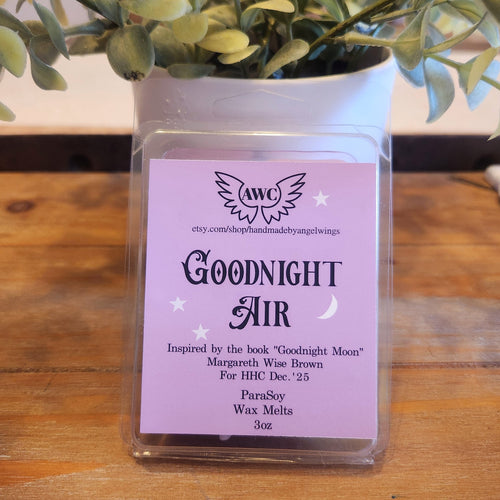 AWC
etsy.com/shop/handmadebyangelwings
GOODNIGHT
AIR
Inspired by the book "Goodnight Moon"
Margareth Wise Brown
For HHC Dec. '25
ParaSoy
Wax Melts
3oz